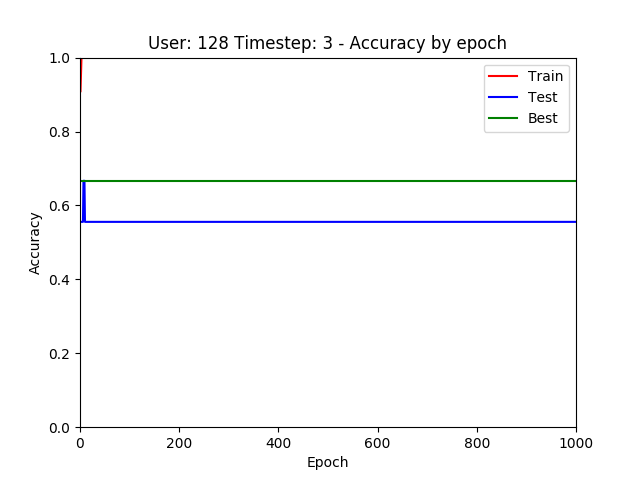 User: 128 Timestep: 3 - Accuracy by epoch
1.0
0.8
0.6
0.4
0.2
0.0
Accuracy
Train
Test
Best
0 200 400 600 800 1000
Epoch